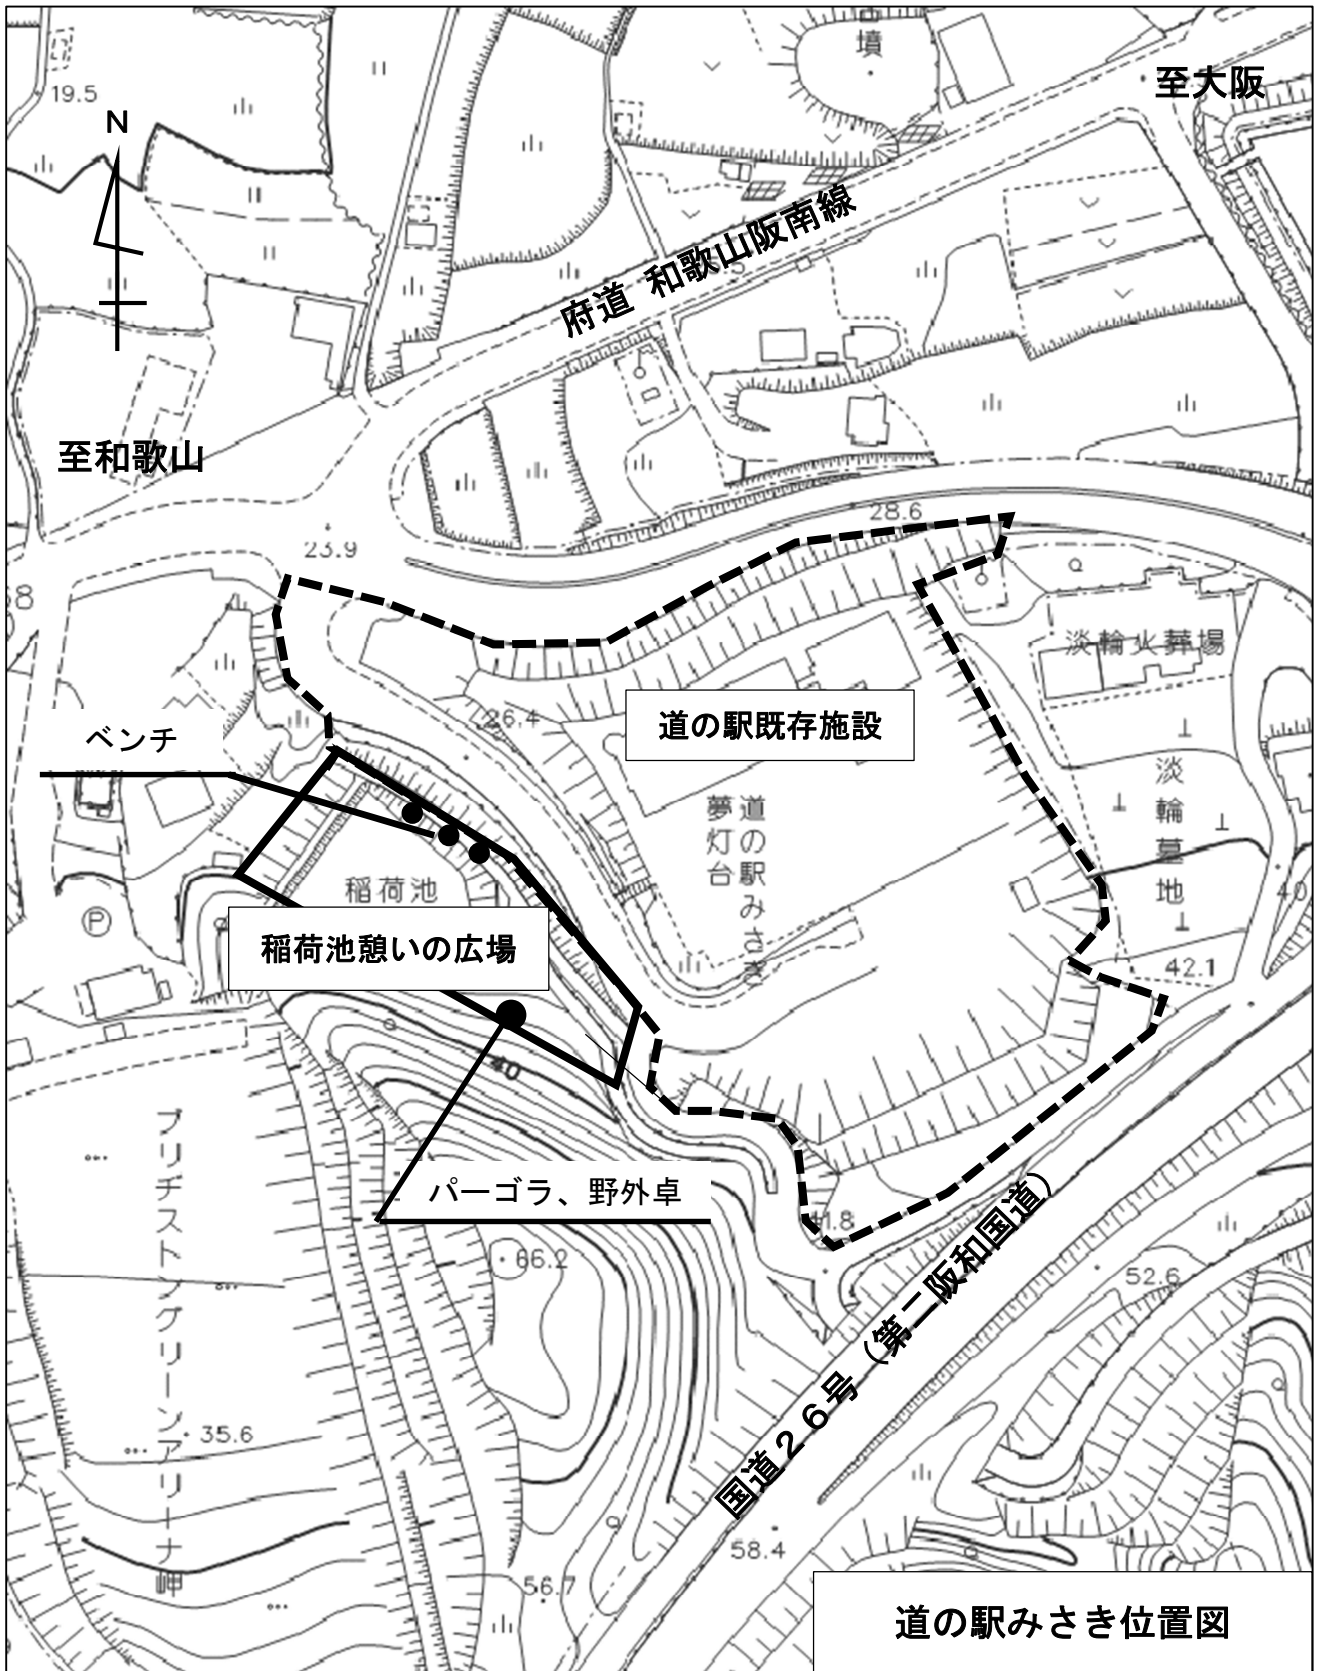 墳
至大阪
19.5
N
府道 和歌山阪南線
至和歌山
28.6
23.9
淡輪火葬場
26.4
道の駅既存施設
ベンチ
道の駅みさき
夢灯台
淡輪墓地
稲荷池
40
P
稲荷池憩いの広場
42.1
40
ブリヂストングリーンアリーナ岬
パーゴラ、野外卓
66.2
国道26号(第二阪和国道)
52.6
35.6
58.4
56.7
道の駅みさき位置図